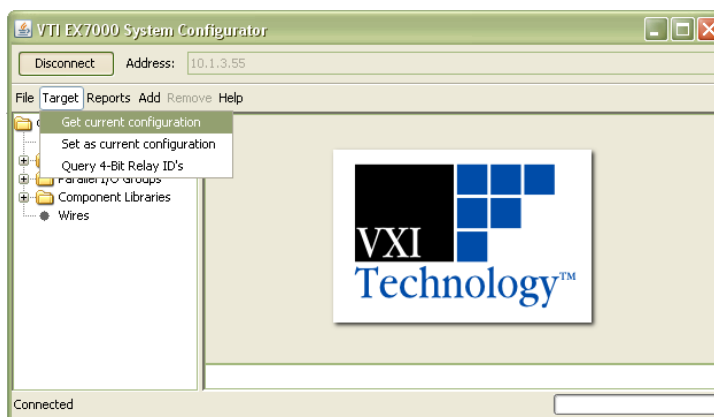 VTI EX7000 System Configurator
Disconnect Address: 10.1.3.55
File Target Reports Add Remove Help
Get current configuration
Set as current configuration
Query 4-Bit Relay ID's
Parallel I/O Groups
Component Libraries
Wires
VXI
Technology™
Connected